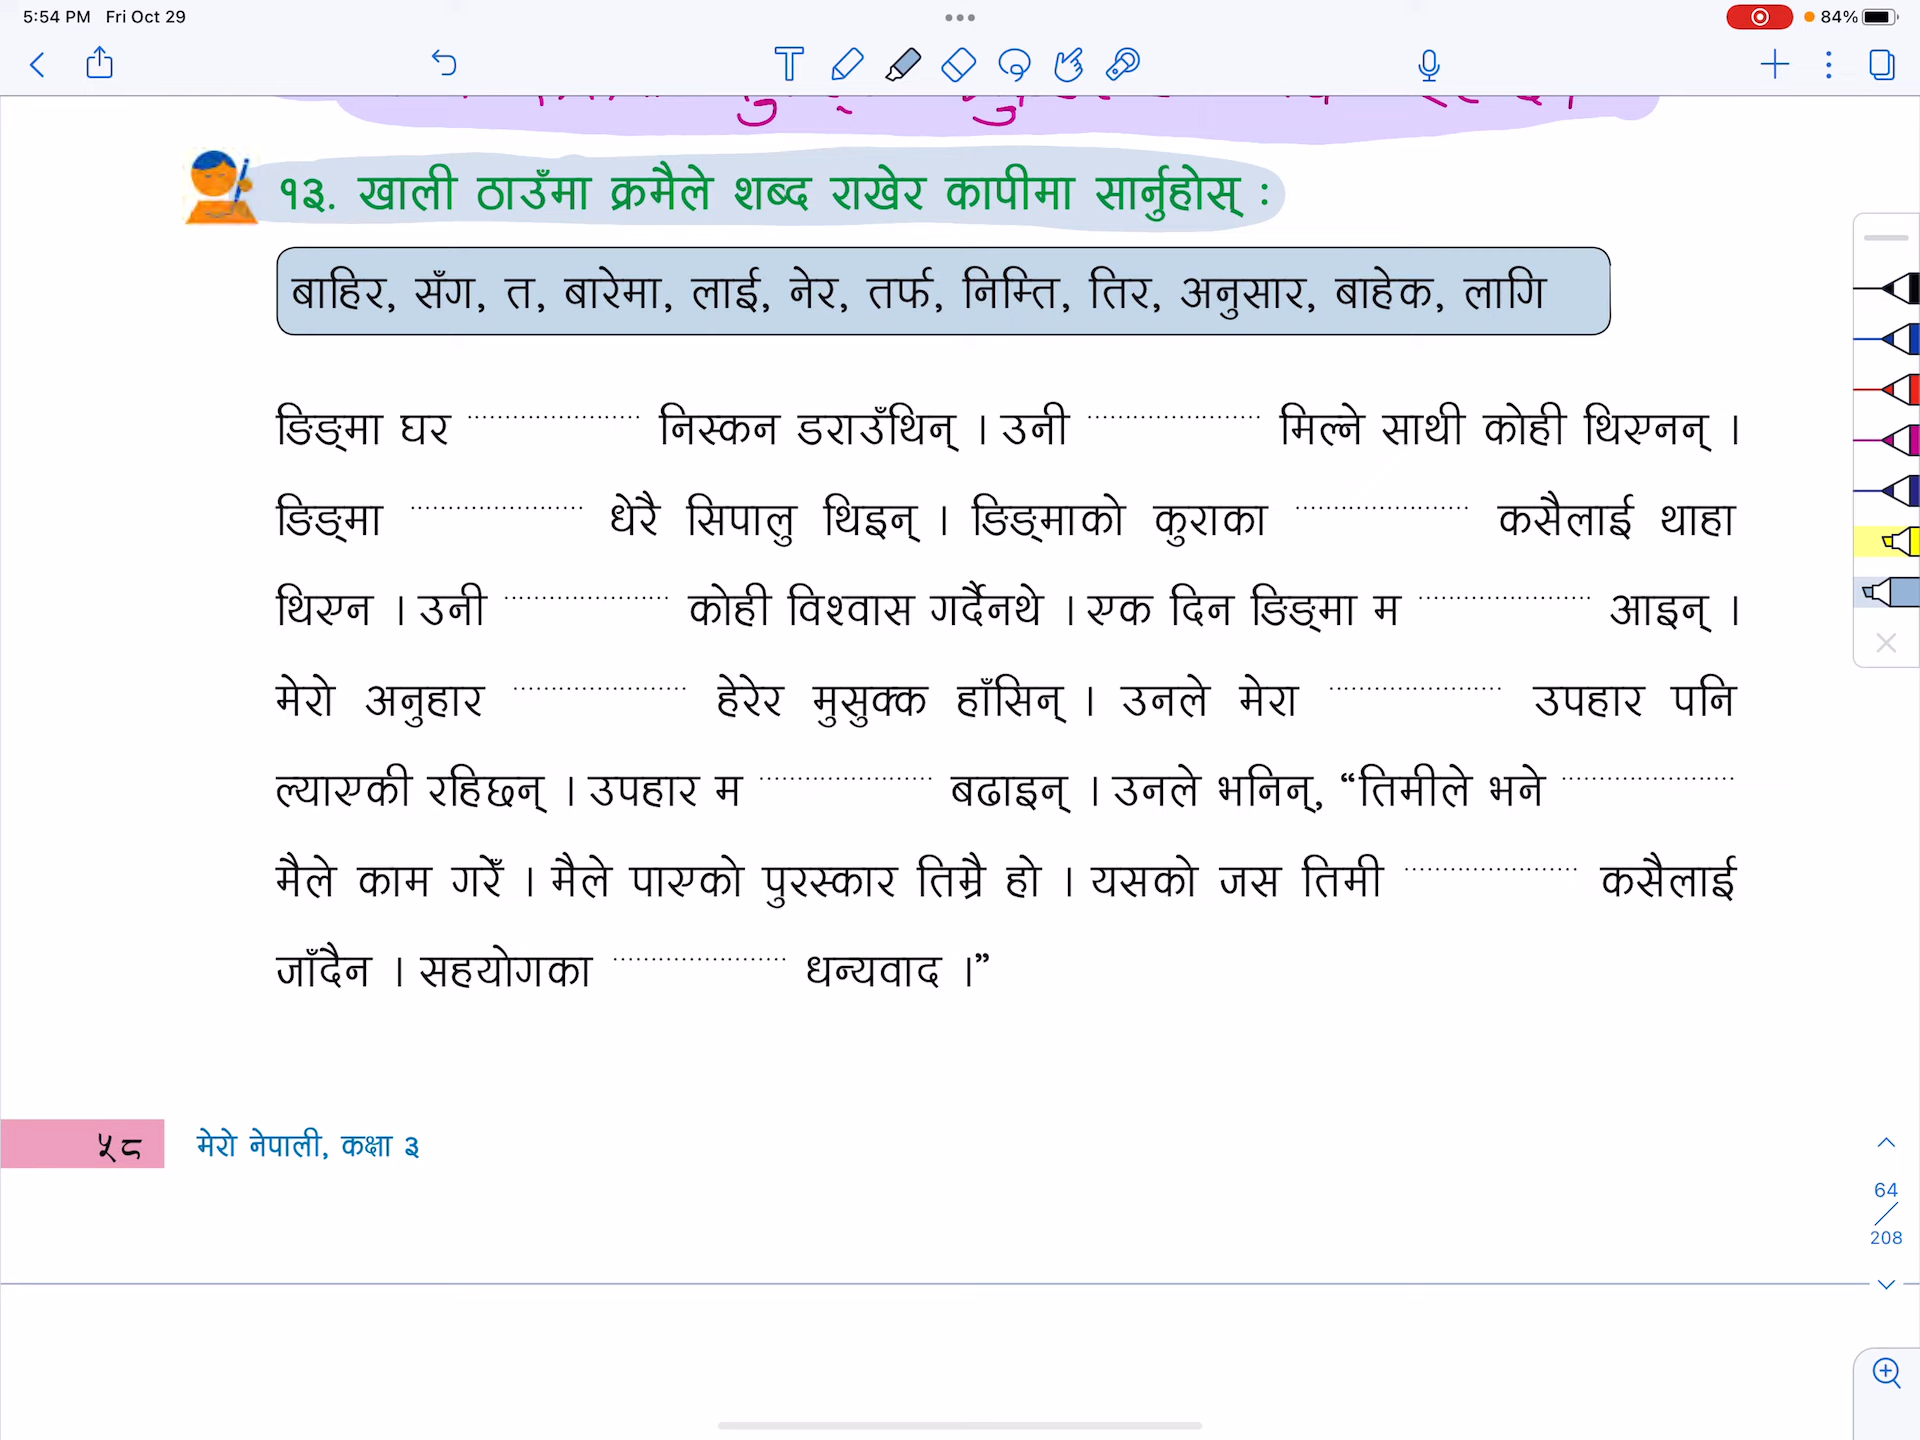 5:54 PM Fri Oct 29
84%
१३. खाली ठाउँमा क्रमैले शब्द राखेर कापीमा सार्नुहोस् :
बाहिर, सँग, त, बारेमा, लाई, नेर, तर्फ, निम्ति, तिर, अनुसार, बाहेक, लागि
ङिङ्मा घर ...................... निस्कन डराउँथिन् । उनी ...................... मिल्ने साथी कोही थिएनन् ।
ङिङ्मा ...................... धेरै सिपालु थिइन् । ङिङ्माको कुराका ...................... कसैलाई थाहा
थिएन । उनी ..................... कोही विश्वास गर्दैनथे । एक दिन ङिङ्मा म ...................... आइन् ।
मेरो अनुहार ...................... हेरेर मुसुक्क हाँसिन् । उनले मेरा ...................... उपहार पनि
ल्याएकी रहिछन् । उपहार म ...................... बढाइन् । उनले भनिन्, “तिमीले भने ......................
मैले काम गरेँ । मैले पाएको पुरस्कार तिम्रै हो । यसको जस तिमी ...................... कसैलाई
जाँदैन । सहयोगका ...................... धन्यवाद ।”
५८ मेरो नेपाली, कक्षा ३
64
208